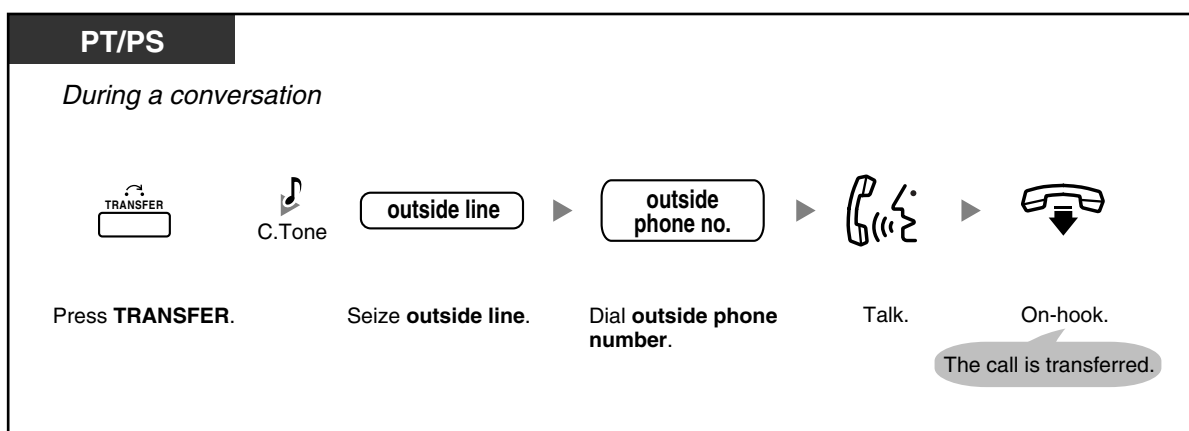 PT/PS
During a conversation
TRANSFER
C.Tone
outside line
outside
phone no.
Press TRANSFER.
Seize outside line.
Dial outside phone
number.
Talk.
On-hook.
The call is transferred.